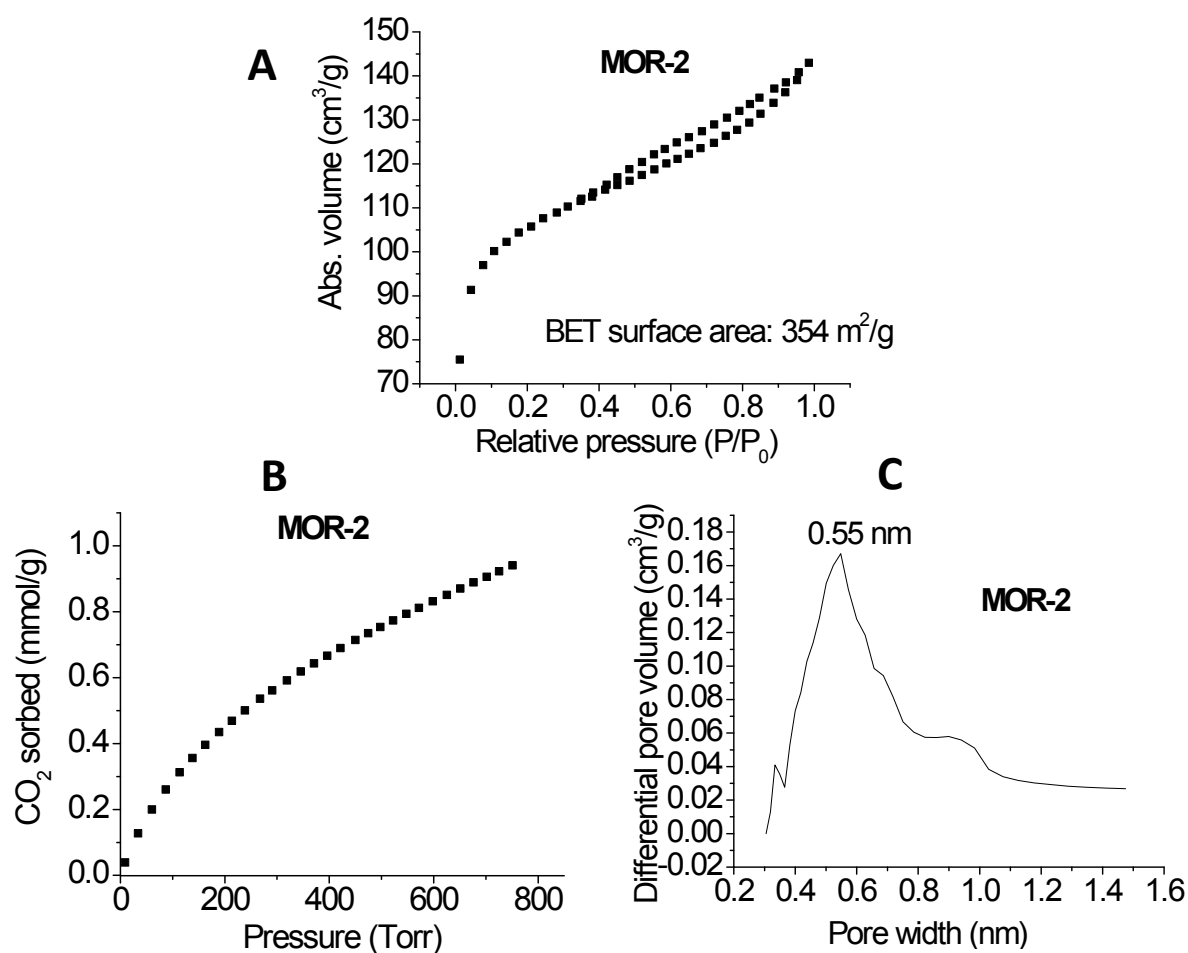 A
MOR-2
Abs. volume (cm³/g)
150
140
130
120
110
100
90
80
70
BET surface area: 354 m²/g
0.0 0.2 0.4 0.6 0.8 1.0
Relative pressure (P/P₀)
B
MOR-2
CO₂ sorbed (mmol/g)
1.0
0.8
0.6
0.4
0.2
0.0
0 200 400 600 800
Pressure (Torr)
C
0.55 nm
MOR-2
Differential pore volume (cm³/g)
0.18
0.16
0.14
0.12
0.10
0.08
0.06
0.04
0.02
0.00
-0.02
0.2 0.4 0.6 0.8 1.0 1.2 1.4 1.6
Pore width (nm)